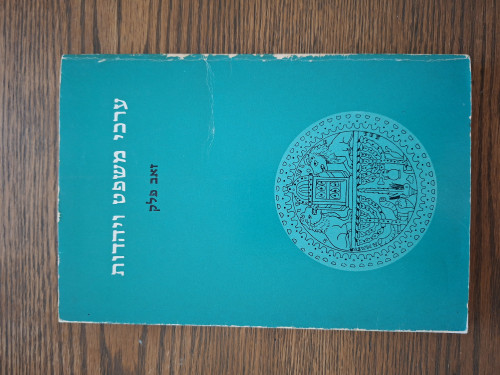 ערכי משפט ויהדות
זאב פלק